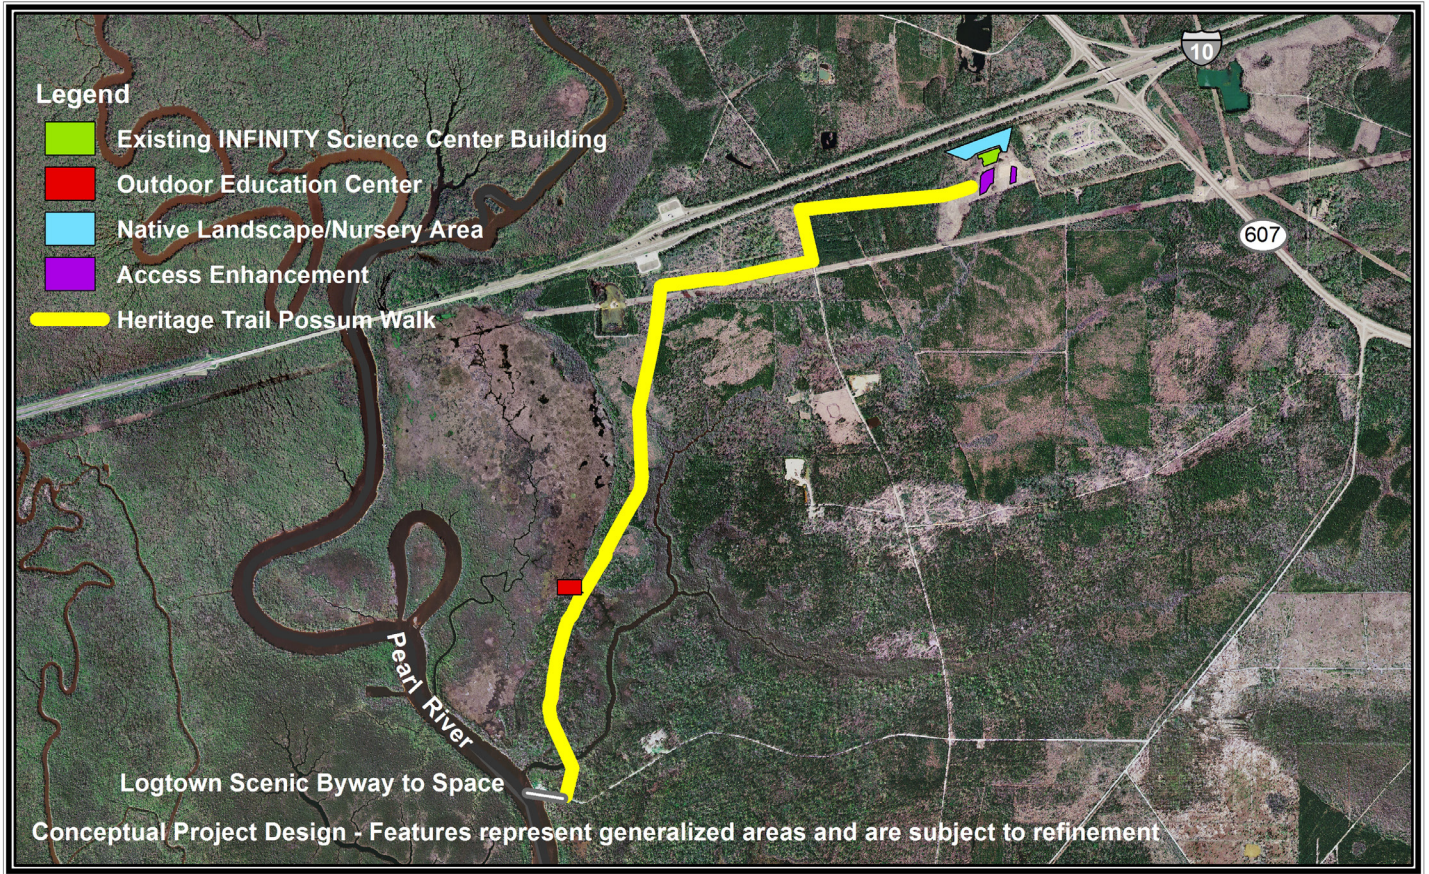 10
Legend
Existing INFINITY Science Center Building
Outdoor Education Center
Native Landscape/Nursery Area
Access Enhancement
Heritage Trail Possum Walk
607
Pearl River
Logtown Scenic Byway to Space
Conceptual Project Design - Features represent generalized areas and are subject to refinement